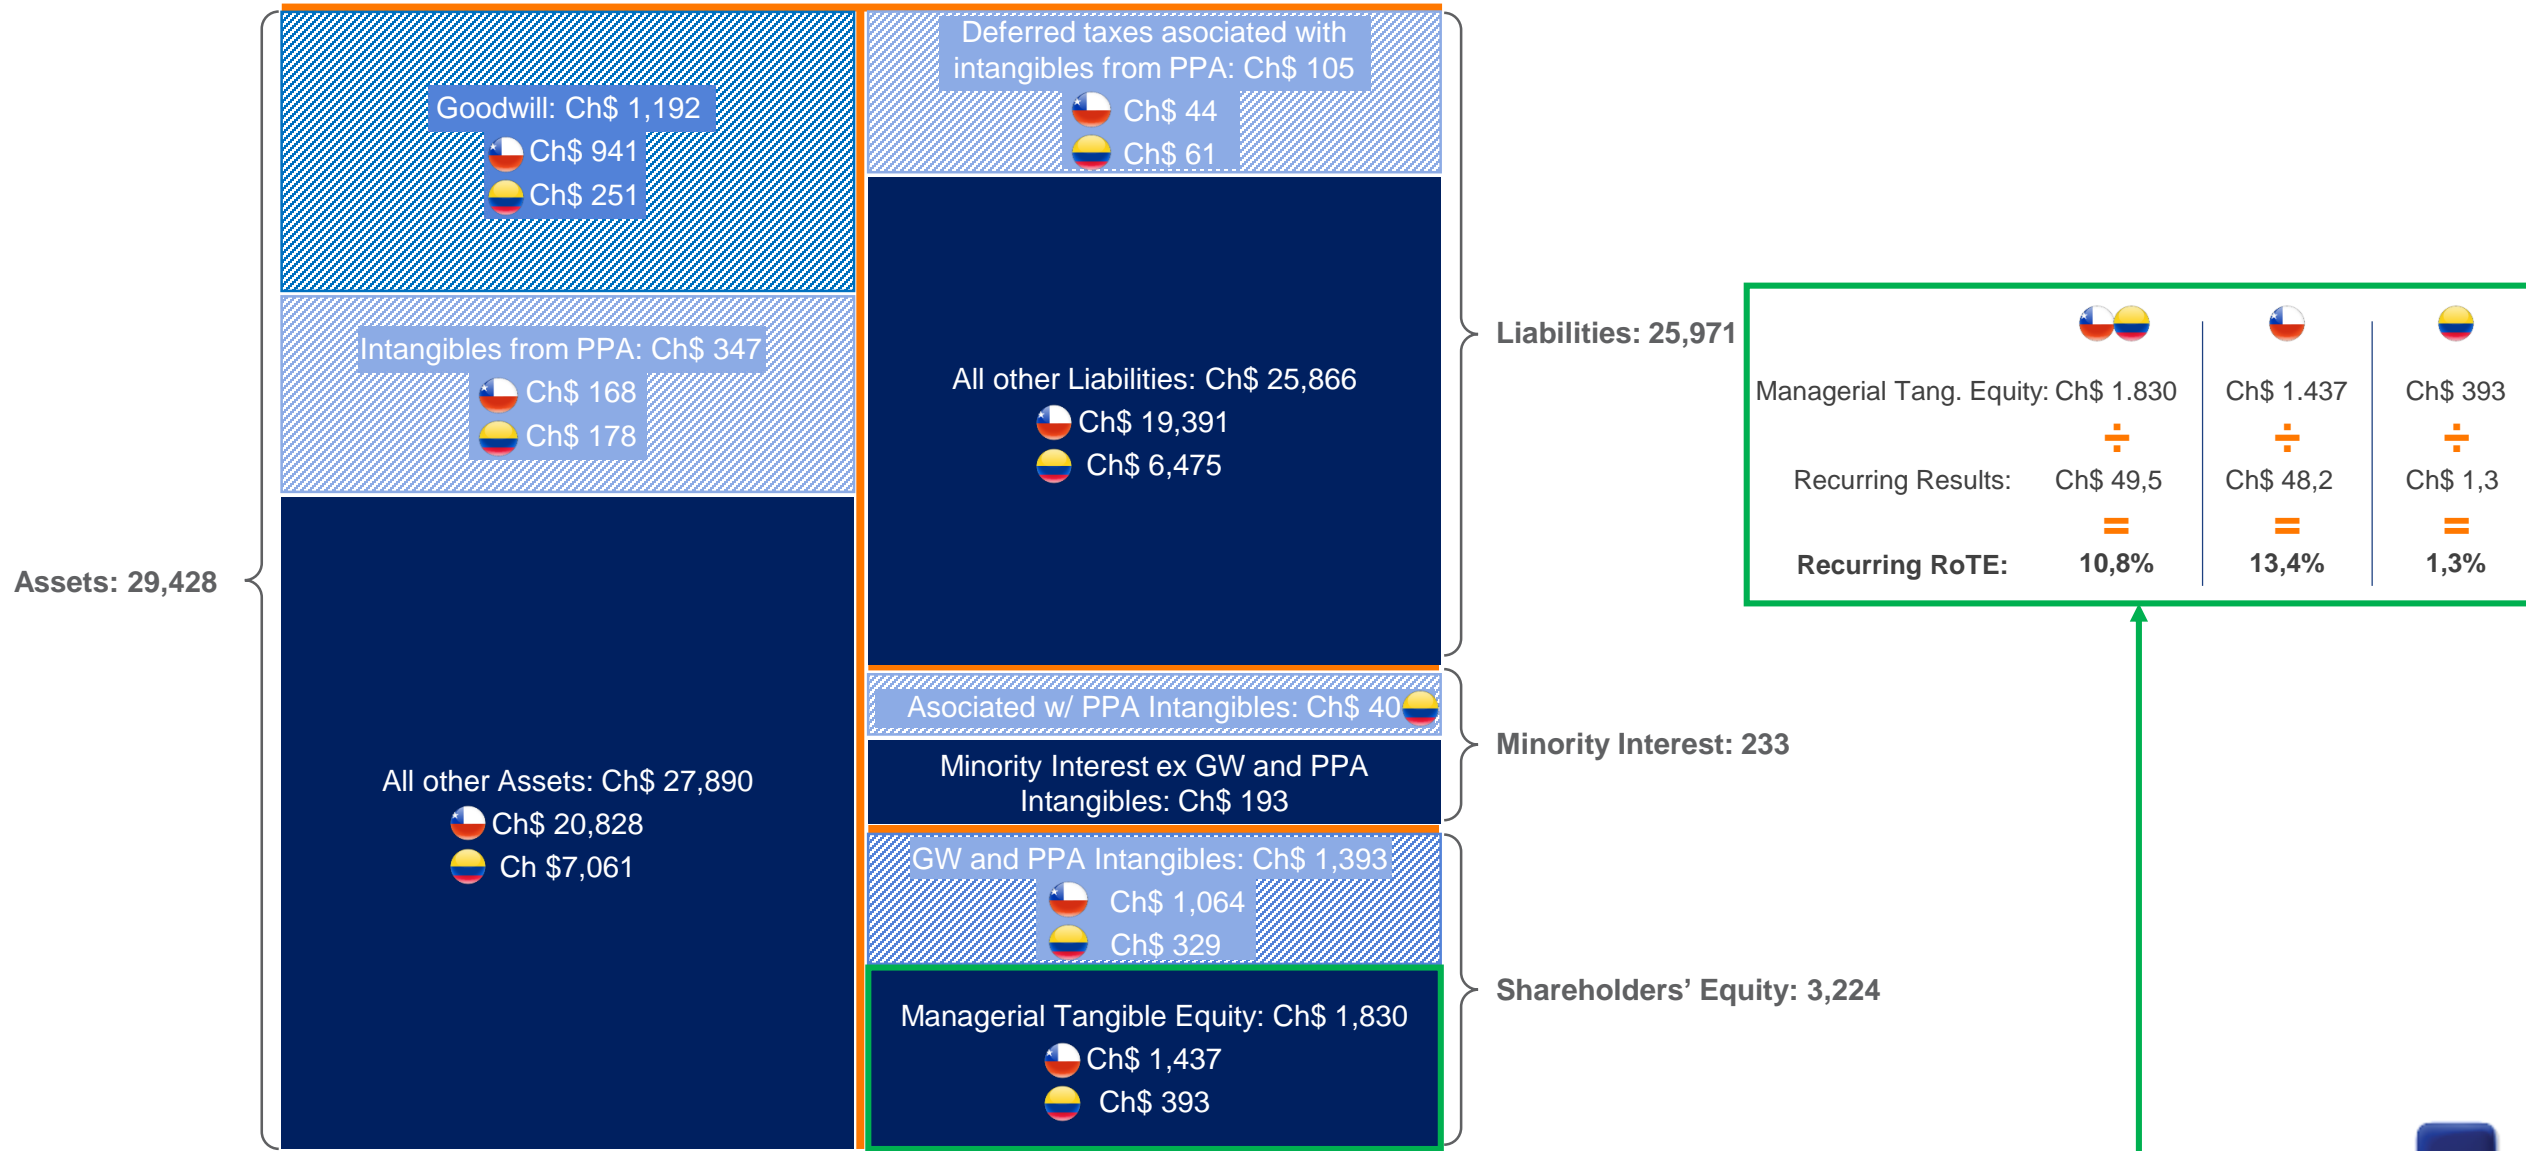 Assets: 29,428
Goodwill: Ch$ 1,192
Ch$ 941
Ch$ 251
Intangibles from PPA: Ch$ 347
Ch$ 168
Ch$ 178
All other Assets: Ch$ 27,890
Ch$ 20,828
Ch $7,061
Deferred taxes asociated with
intangibles from PPA: Ch$ 105
Ch$ 44
Ch$ 61
All other Liabilities: Ch$ 25,866
Ch$ 19,391
Ch$ 6,475
Asociated w/ PPA Intangibles: Ch$ 40
Minority Interest ex GW and PPA
Intangibles: Ch$ 193
GW and PPA Intangibles: Ch$ 1,393
Ch$ 1,064
Ch$ 329
Managerial Tangible Equity: Ch$ 1,830
Ch$ 1,437
Ch$ 393
Liabilities: 25,971
Minority Interest: 233
Shareholders’ Equity: 3,224
Managerial Tang. Equity: Ch$ 1.830 Ch$ 1.437 Ch$ 393
÷ ÷ ÷
Recurring Results: Ch$ 49,5 Ch$ 48,2 Ch$ 1,3
= = =
Recurring RoTE: 10,8% 13,4% 1,3%